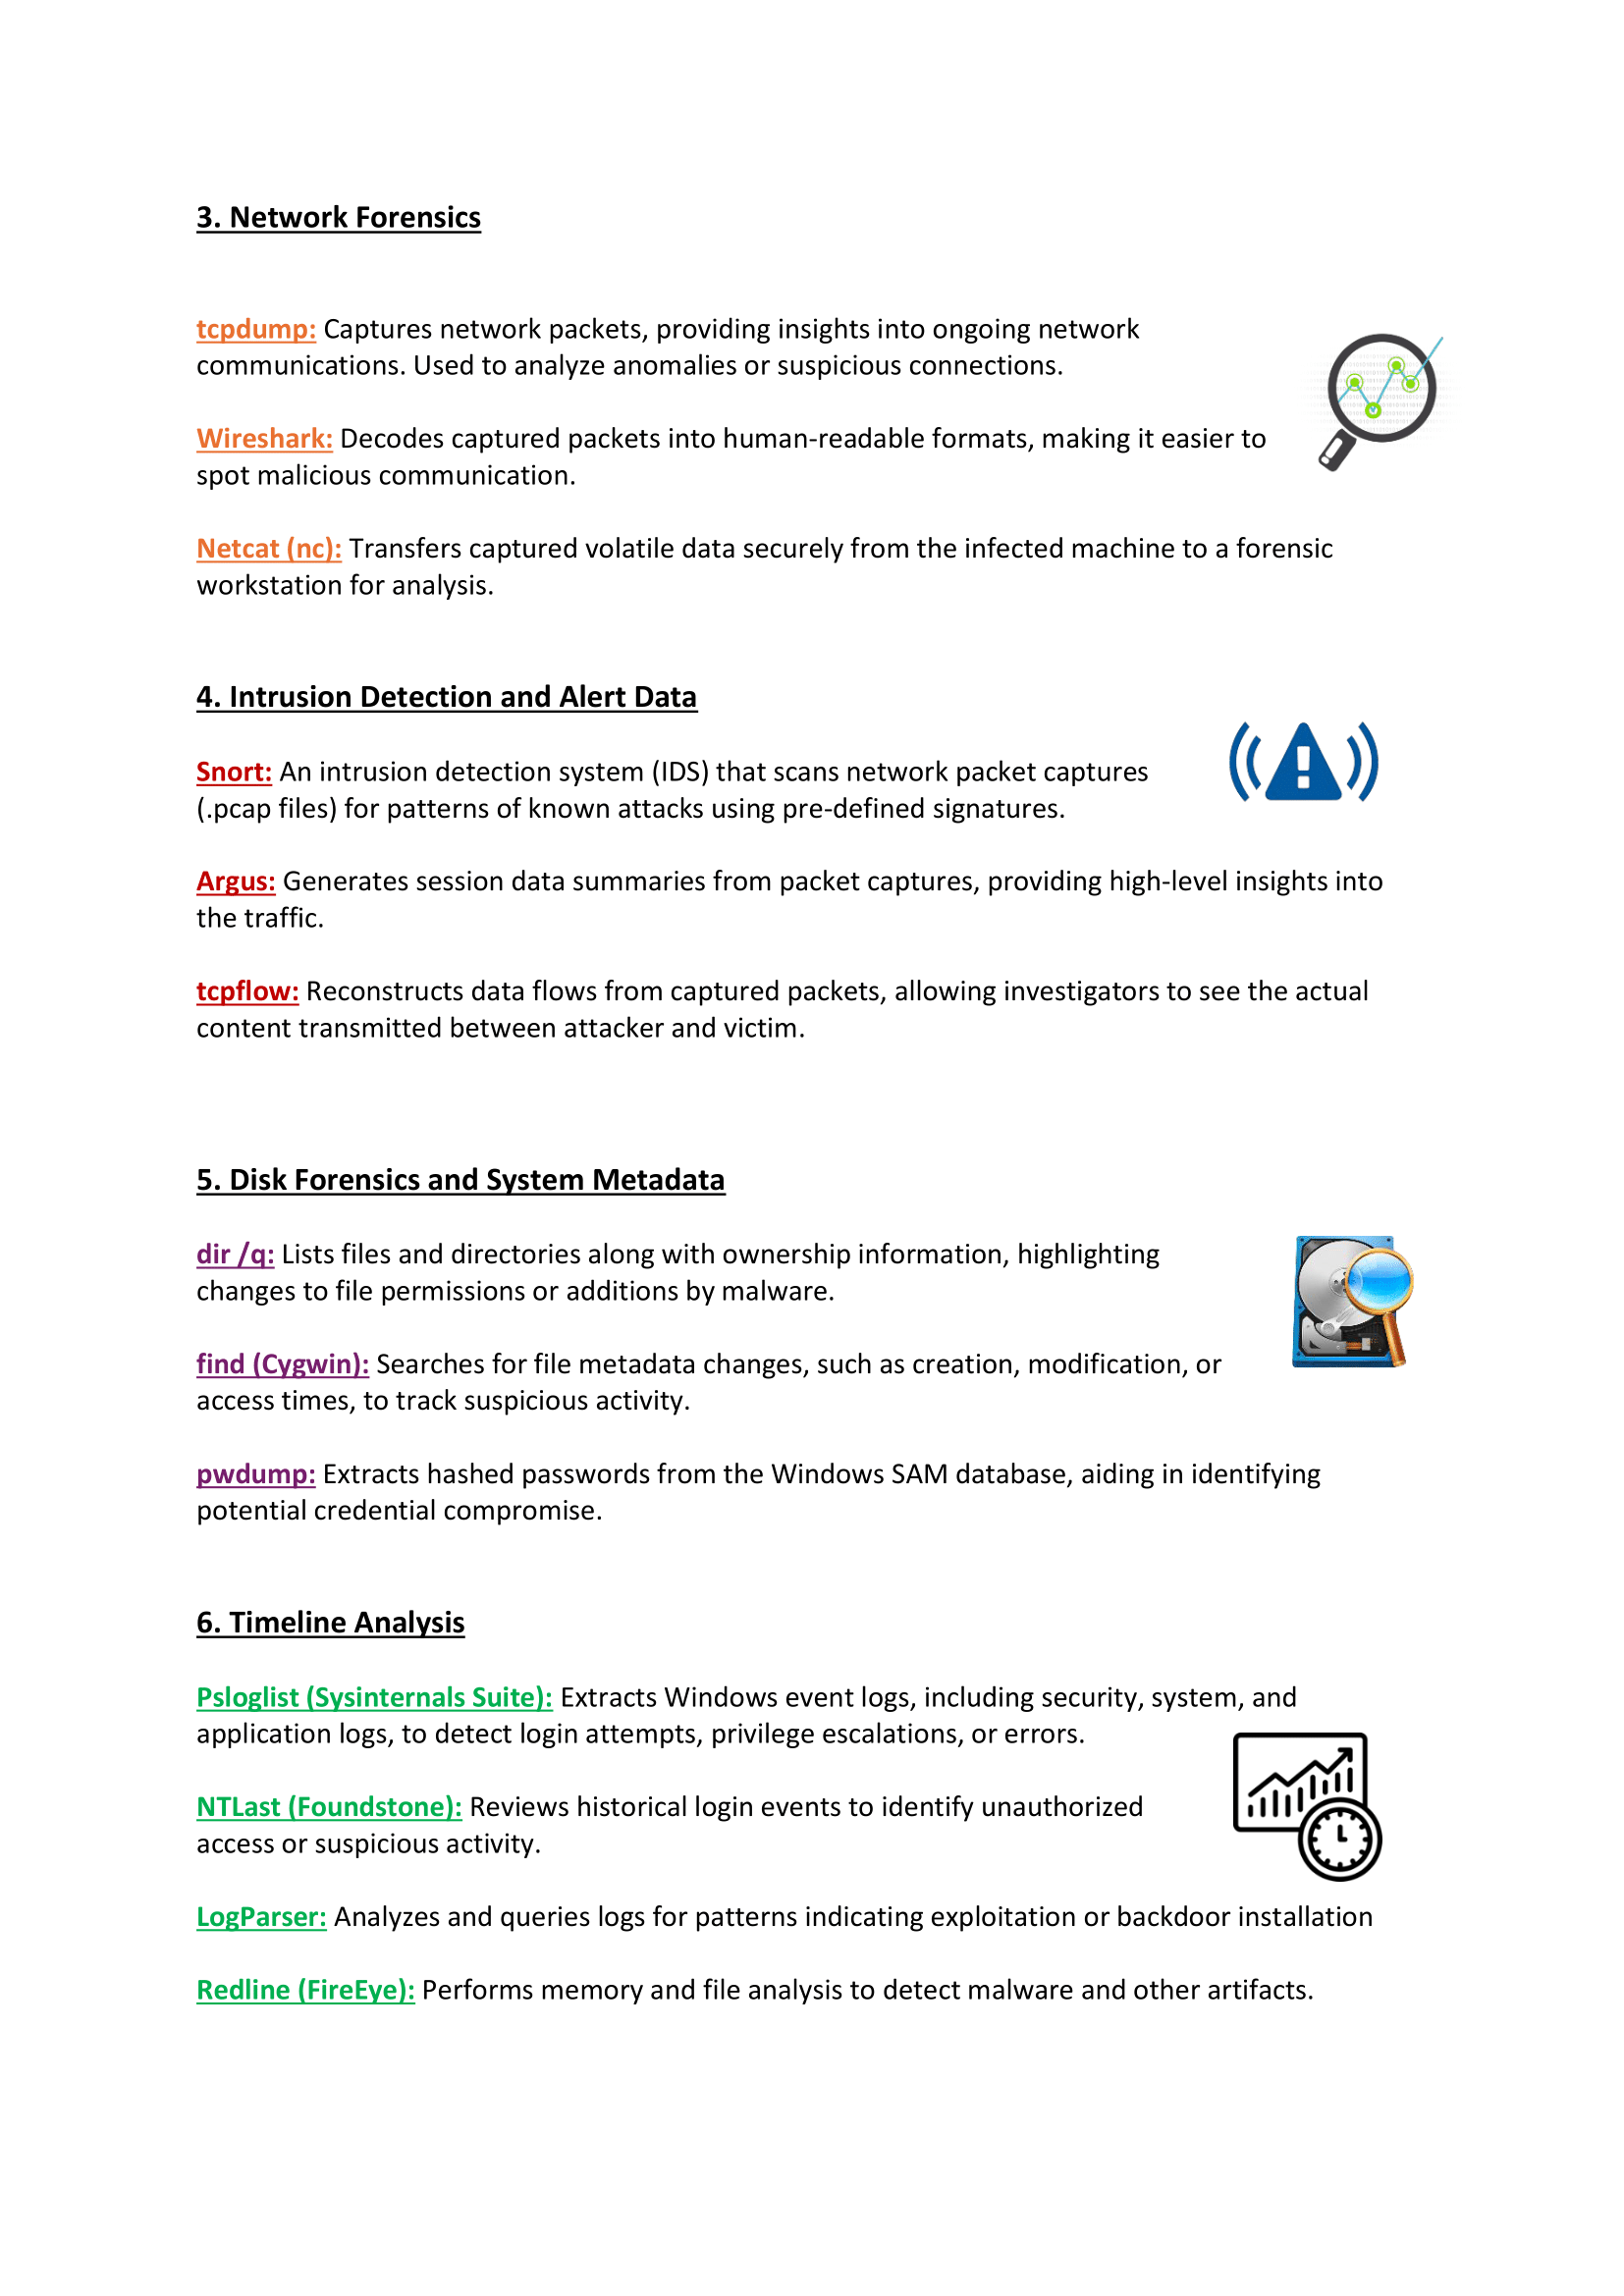 3. Network Forensics
tcpdump: Captures network packets, providing insights into ongoing network
communications. Used to analyze anomalies or suspicious connections.
Wireshark: Decodes captured packets into human-readable formats, making it easier to
spot malicious communication.
Netcat (nc): Transfers captured volatile data securely from the infected machine to a forensic
workstation for analysis.
4. Intrusion Detection and Alert Data
Snort: An intrusion detection system (IDS) that scans network packet captures
(.pcap files) for patterns of known attacks using pre-defined signatures.
Argus: Generates session data summaries from packet captures, providing high-level insights into
the traffic.
tcpflow: Reconstructs data flows from captured packets, allowing investigators to see the actual
content transmitted between attacker and victim.
5. Disk Forensics and System Metadata
dir /q: Lists files and directories along with ownership information, highlighting
changes to file permissions or additions by malware.
find (Cygwin): Searches for file metadata changes, such as creation, modification, or
access times, to track suspicious activity.
pwdump: Extracts hashed passwords from the Windows SAM database, aiding in identifying
potential credential compromise.
6. Timeline Analysis
Psloglist (Sysinternals Suite): Extracts Windows event logs, including security, system, and
application logs, to detect login attempts, privilege escalations, or errors.
NTLast (Foundstone): Reviews historical login events to identify unauthorized
access or suspicious activity.
LogParser: Analyzes and queries logs for patterns indicating exploitation or backdoor installation
Redline (FireEye): Performs memory and file analysis to detect malware and other artifacts.